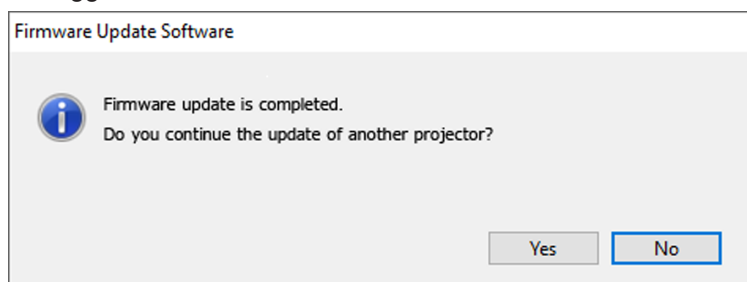 Firmware Update Software
Firmware update is completed.
Do you continue the update of another projector?
Yes No